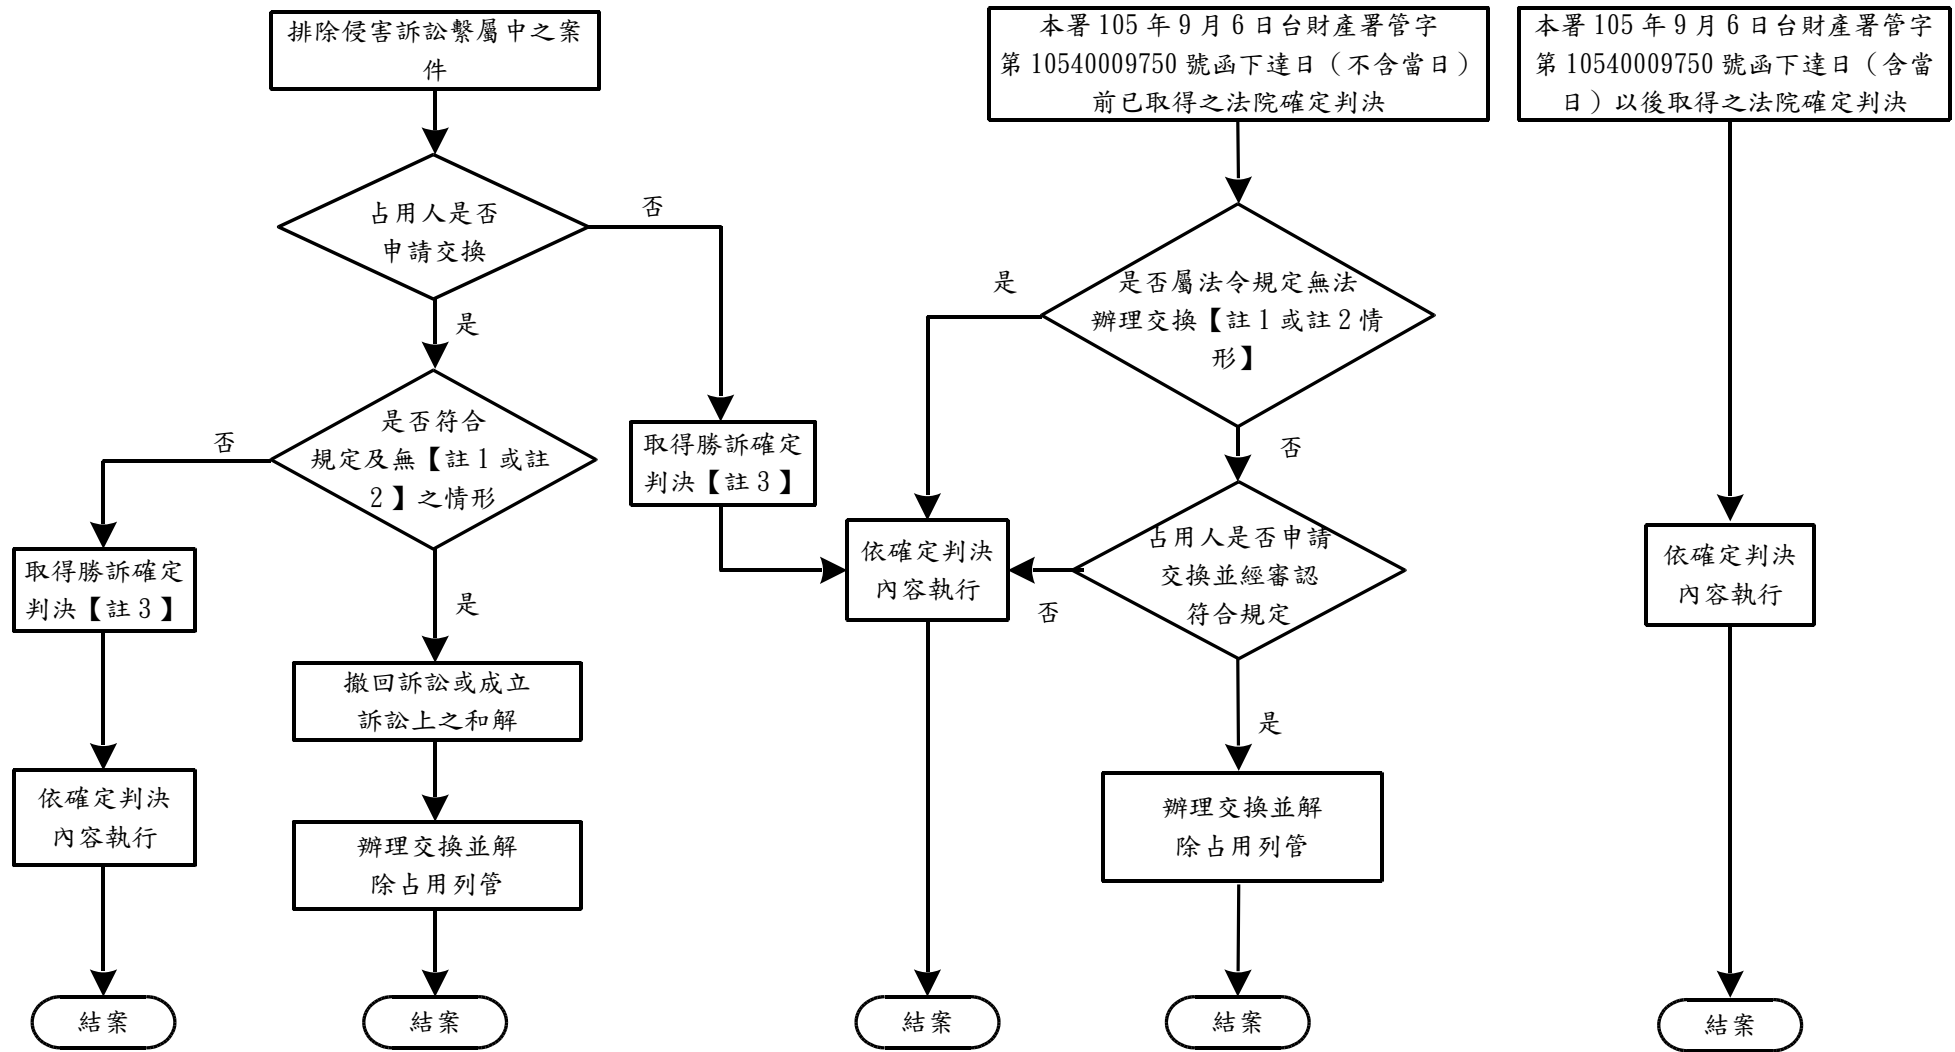 排除侵害訴訟繫屬中之案
件
占用人是否
申請交換
否
是
是否符合
規定及無【註1或註
2】之情形
否
取得勝訴確定
判決【註3】
依確定判決
內容執行
結案
是
撤回訴訟或成立
訴訟上之和解
辦理交換並解
除占用列管
結案
取得勝訴確定
判決【註3】
本署105年9月6日台財產署管字
第10540009750號函下達日（不含當日）
前已取得之法院確定判決
是否屬法令規定無法
辦理交換【註1或註2情
形】
是
否
依確定判決
內容執行
結案
占用人是否申請
交換並經審認
符合規定
否
是
辦理交換並解
除占用列管
結案
本署105年9月6日台財產署管字
第10540009750號函下達日（含當
日）以後取得之法院確定判決
依確定判決
內容執行
結案